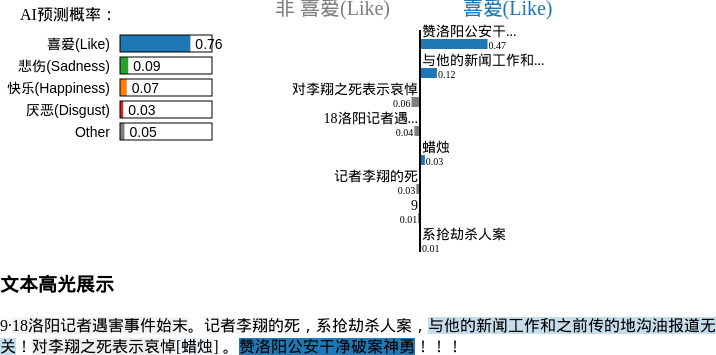 AI预测概率：
喜爱(Like)
0.76
悲伤(Sadness)
0.09
快乐(Happiness)
0.07
厌恶(Disgust)
0.03
Other
0.05
非 喜爱(Like)
喜爱(Like)
赞洛阳公安干...
0.47
与他的新闻工作和...
0.12
对李翔之死表示哀悼
0.06
18洛阳记者遇...
0.04
蜡烛
0.03
记者李翔的死
0.03
9
0.01
系抢劫杀人案
0.01
文本高光展示
9·18洛阳记者遇害事件始末。记者李翔的死，系抢劫杀人案，与他的新闻工作和之前传的地沟油报道无
关！对李翔之死表示哀悼[蜡烛] 。赞洛阳公安干净破案神勇！！！